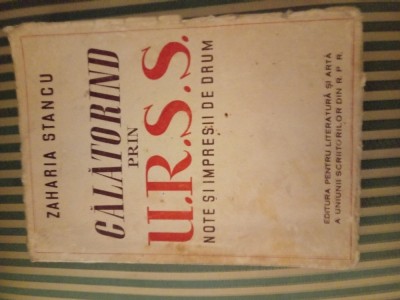 ZAHARIA STANCU
CĂLĂTORIND
PRIN
U.R.S.S.
NOTE ȘI IMPRESII DE DRUM
EDITURA PENTRU LITERATURĂ ȘI ARTĂ
A UNIUNII SCRIITORILOR DIN R.P.R.